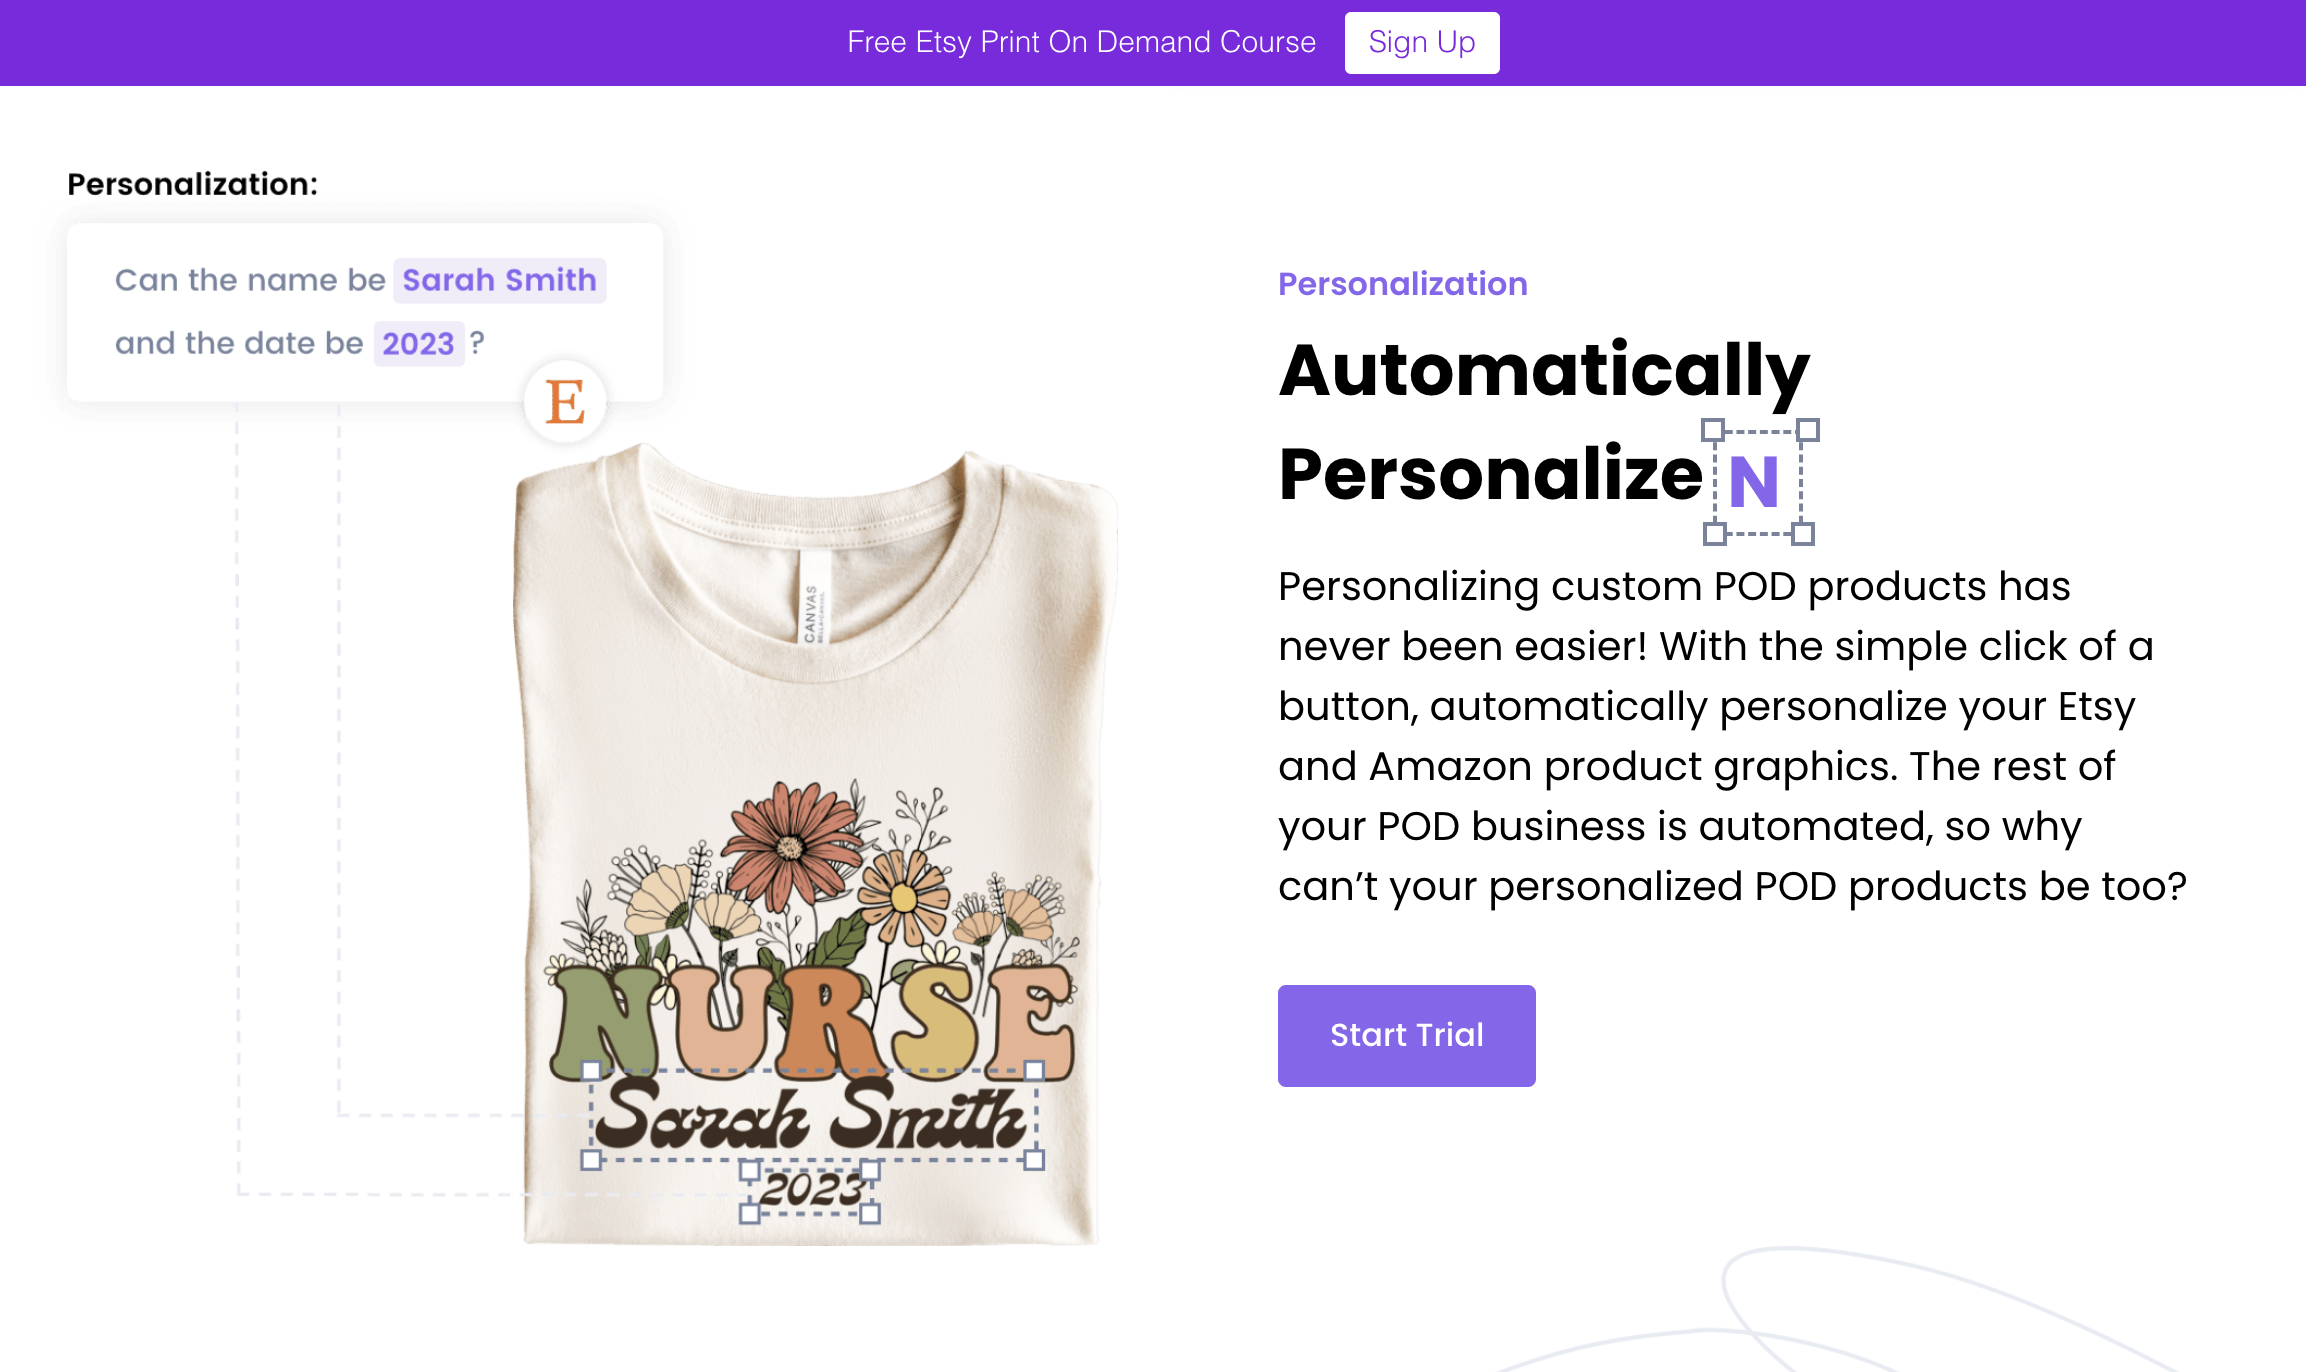 Free Etsy Print On Demand Course
Sign Up
Personalization:
Can the name be Sarah Smith
and the date be 2023 ?
E
CANVAS
BELLA+CANVAS.
NURSE
Sarah Smith
2023
Personalization
Automatically
Personalize N
Personalizing custom POD products has
never been easier! With the simple click of a
button, automatically personalize your Etsy
and Amazon product graphics. The rest of
your POD business is automated, so why
can’t your personalized POD products be too?
Start Trial